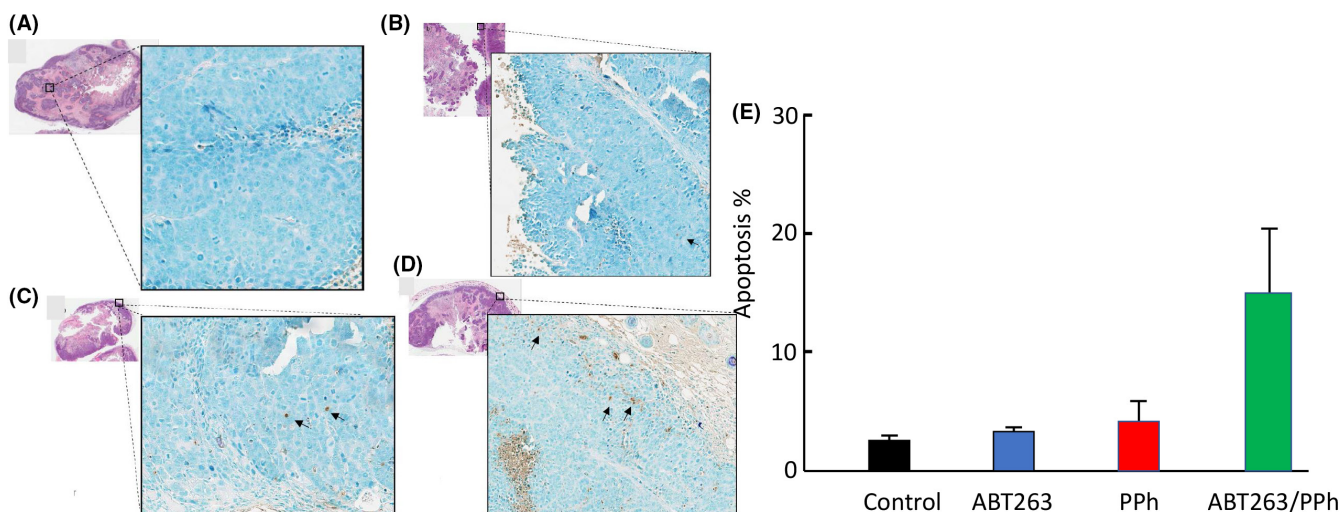 (A)
(B)
(C)
(D)
(E)
Apoptosis %
30
20
10
0
Control
ABT263
PPh
ABT263/PPh